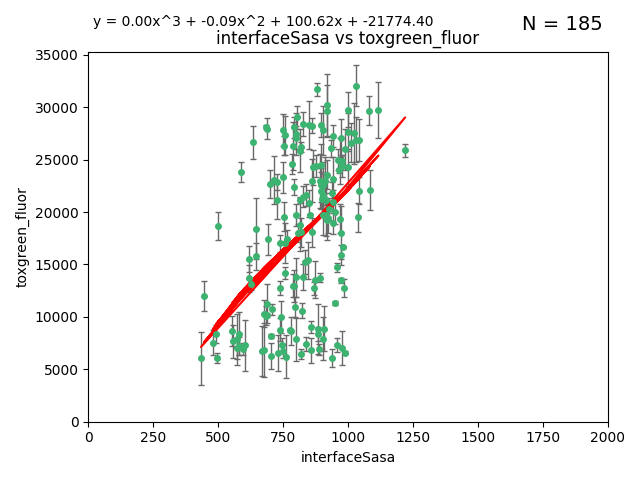 y = 0.00x^3 + -0.09x^2 + 100.62x + -21774.40
N = 185
interfaceSasa vs toxgreen_fluor
35000
30000
25000
20000
15000
10000
5000
0
toxgreen_fluor
0 250 500 750 1000 1250 1500 1750 2000
interfaceSasa